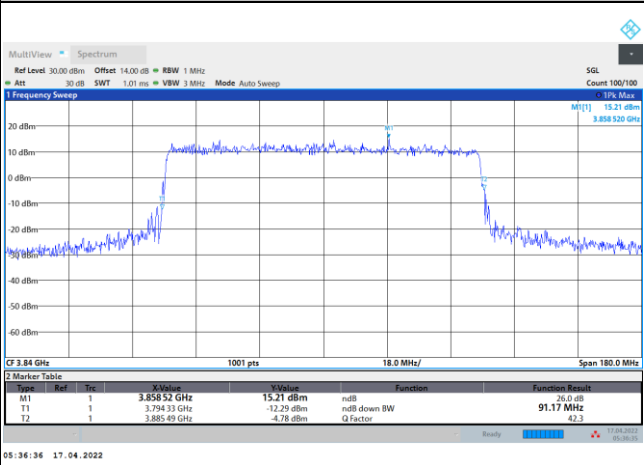 MultiView Spectrum
Ref Level 30.00 dBm Offset 14.00 dB RBW 1 MHz SGL
Att 30 dB SWT 1.01 ms VBW 3 MHz Mode Auto Sweep Count 100/100
1 Frequency Sweep 1Pk Max
M1[1] 15.21 dBm
3.858 520 GHz
20 dBm
M1
10 dBm
0 dBm
T2
-10 dBm
-20 dBm
-30 dBm
-40 dBm
-50 dBm
-60 dBm
CF 3.84 GHz 1001 pts 18.0 MHz/ Span 180.0 MHz
2 Marker Table
Type Ref Trc X-Value Y-Value Function Function Result
M1 1 3.858 52 GHz 15.21 dBm ndB 26.0 dB
T1 1 3.794 33 GHz -12.29 dBm ndB down BW 91.17 MHz
T2 1 3.885 49 GHz -4.78 dBm Q Factor 42.3
Ready 17.04.2022
05:36:35
05:36:36 17.04.2022